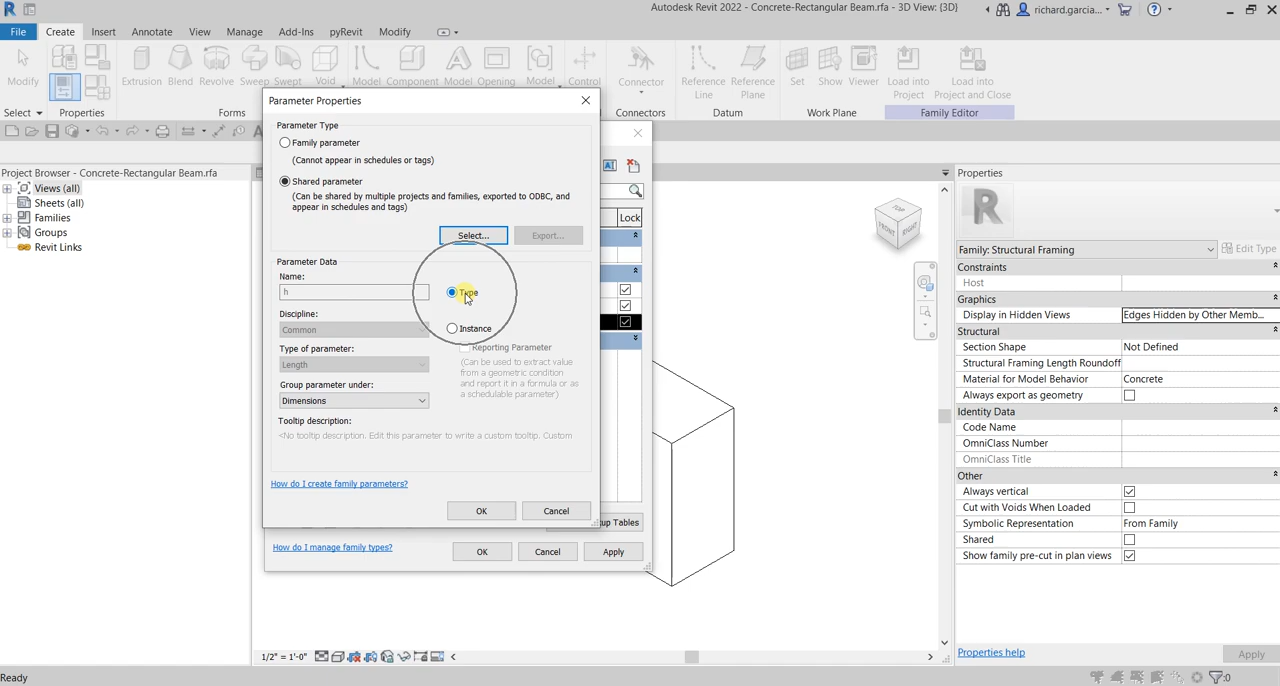 Autodesk Revit 2022 - Concrete-Rectangular Beam.rfa - 3D View: {3D}
richard.garcia...
File Create Insert Annotate View Manage Add-Ins pyRevit Modify
Modify Extrusion Blend Revolve Sweep Swept Void Model Component Model Opening Model Control Connector Reference Reference Set Show Viewer Load into Load into
Line Plane Project Project and Close
Select Properties Forms Connectors Datum Work Plane Family Editor
Project Browser - Concrete-Rectangular Beam.rfa
Views (all)
Sheets (all)
Families
Groups
Revit Links
Parameter Properties
Parameter Type
Family parameter
(Cannot appear in schedules or tags)
Shared parameter
(Can be shared by multiple projects and families, exported to ODBC, and
appear in schedules and tags)
Select... Export...
Parameter Data
Name:
h
Type
Discipline:
Common
Instance
Type of parameter:
Length
Reporting Parameter
(Can be used to extract value
from a geometric condition
and report it in a formula or as
a schedulable parameter)
Group parameter under:
Dimensions
Tooltip description:
<No tooltip description. Edit this parameter to write a custom tooltip. Custom
How do I create family parameters?
OK Cancel
Lock
up Tables
How do I manage family types?
OK Cancel Apply
TOP
FRONT RIGHT
Properties
R
Family: Structural Framing Edit Type
Constraints
Host
Graphics
Display in Hidden Views Edges Hidden by Other Memb...
Structural
Section Shape Not Defined
Structural Framing Length Roundoff
Material for Model Behavior Concrete
Always export as geometry
Identity Data
Code Name
OmniClass Number
OmniClass Title
Other
Always vertical
Cut with Voids When Loaded
Symbolic Representation From Family
Shared
Show family pre-cut in plan views
Properties help Apply
1/2" = 1'-0"
Ready
:0